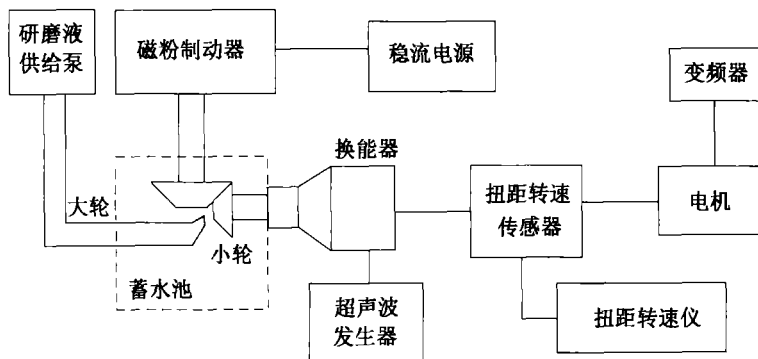 研磨液
供给泵
磁粉制动器
稳流电源
变频器
换能器
扭距转速
传感器
电机
大轮
小轮
蓄水池
超声波
发生器
扭距转速仪